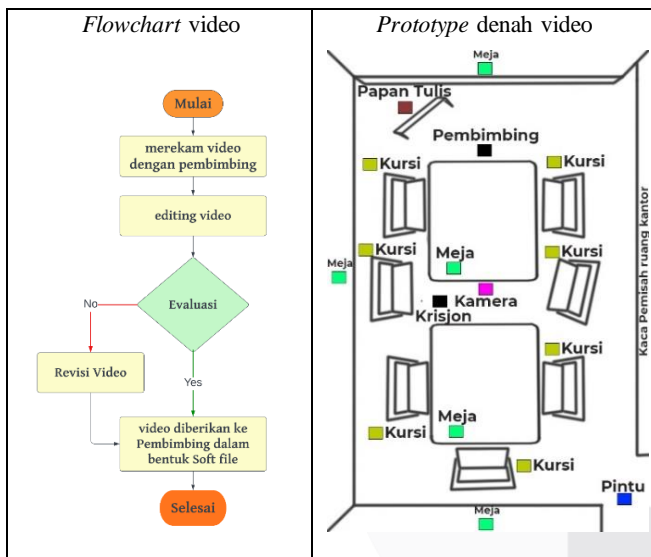 Flowchart video
Mulai
merekam video
dengan pembimbing
editing video
Evaluasi
No
Revisi Video
Yes
video diberikan ke
Pembimbing dalam
bentuk Soft file
Selesai
Prototype denah video
Meja
Papan Tulis
Pembimbing
Kursi
Kursi
Kursi
Kursi
Meja
Meja
Kamera
Krisjon
Kaca Pemisah ruang kantor
Kursi
Meja
Kursi
Kursi
Pintu
Meja